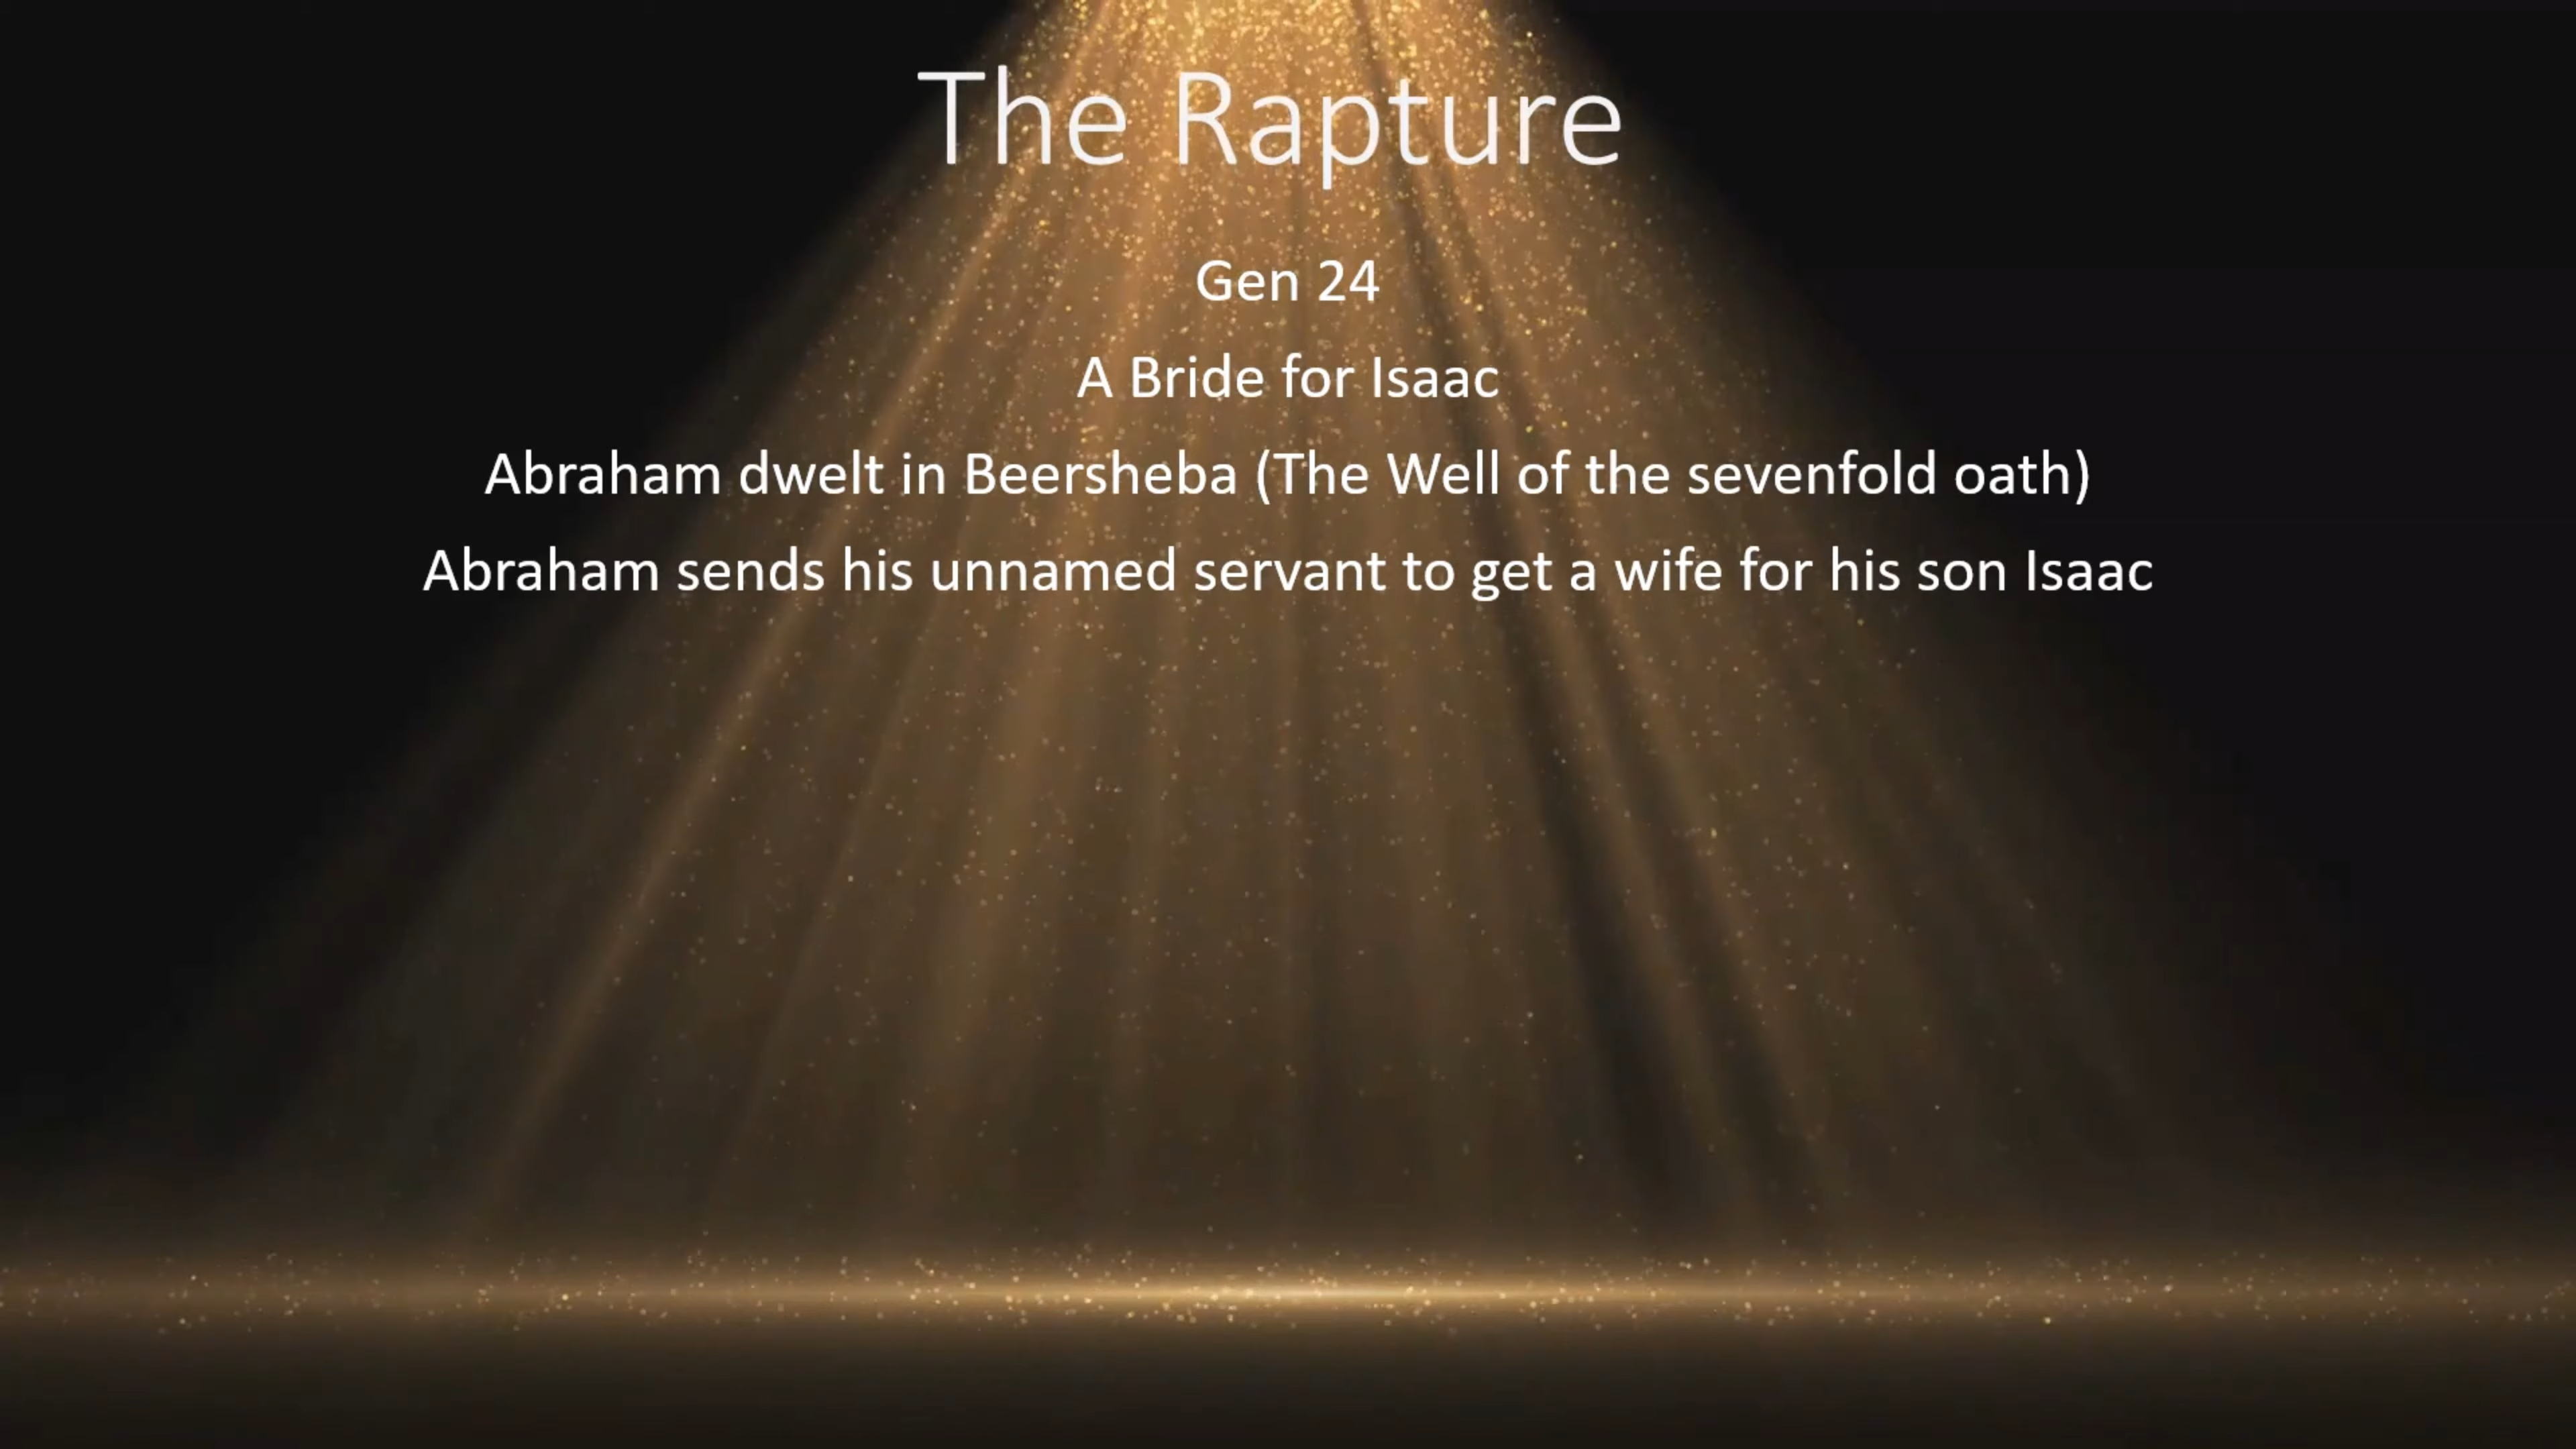 The Rapture
Gen 24
A Bride for Isaac
Abraham dwelt in Beersheba (The Well of the sevenfold oath)
Abraham sends his unnamed servant to get a wife for his son Isaac